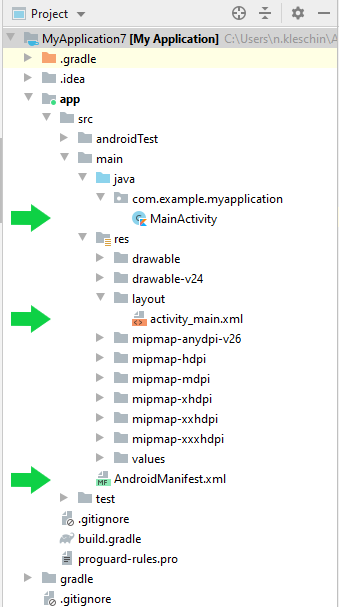 Project
MyApplication7 [My Application] C:\Users\n.kleschin\A
.gradle
.idea
app
src
androidTest
main
java
com.example.myapplication
MainActivity
res
drawable
drawable-v24
layout
activity_main.xml
mipmap-anydpi-v26
mipmap-hdpi
mipmap-mdpi
mipmap-xhdpi
mipmap-xxhdpi
mipmap-xxxhdpi
values
MF AndroidManifest.xml
test
.gitignore
build.gradle
proguard-rules.pro
gradle
.gitignore